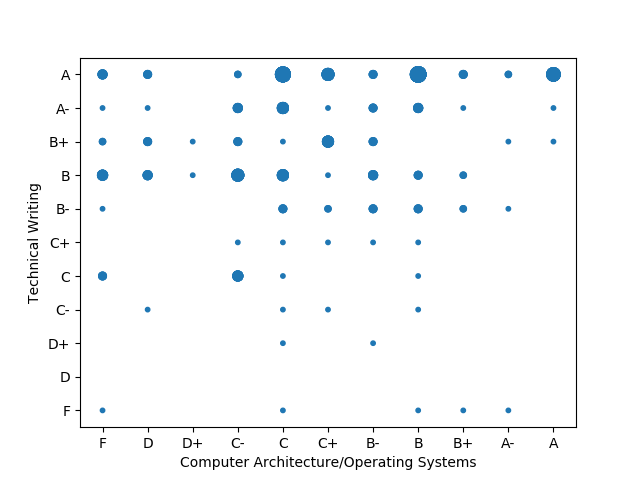 Technical Writing
A
A-
B+
B
B-
C+
C
C-
D+
D
F
F D D+ C- C C+ B- B B+ A- A
Computer Architecture/Operating Systems